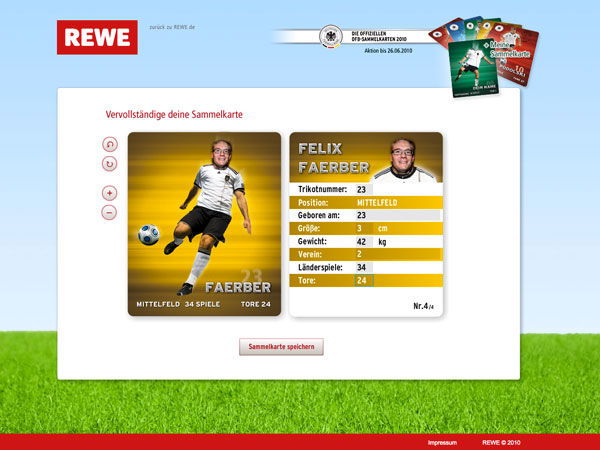 REWE
zurück zu REWE.de
DIE OFFIZIELLEN
DFB-SAMMELKARTEN 2010
Aktion bis 26.06.2010
Meine
Sammelkarte
DEIN NAME
Vervollständige deine Sammelkarte
23
FAERBER
MITTELFELD 34 SPIELE TORE 24
FELIX
FAERBER
Trikotnummer: 23
Position: MITTELFELD
Geboren am: 23
Größe: 3 cm
Gewicht: 42 kg
Verein: 2
Länderspiele: 34
Tore: 24
Nr.4/4
Sammelkarte speichern
Impressum REWE © 2010